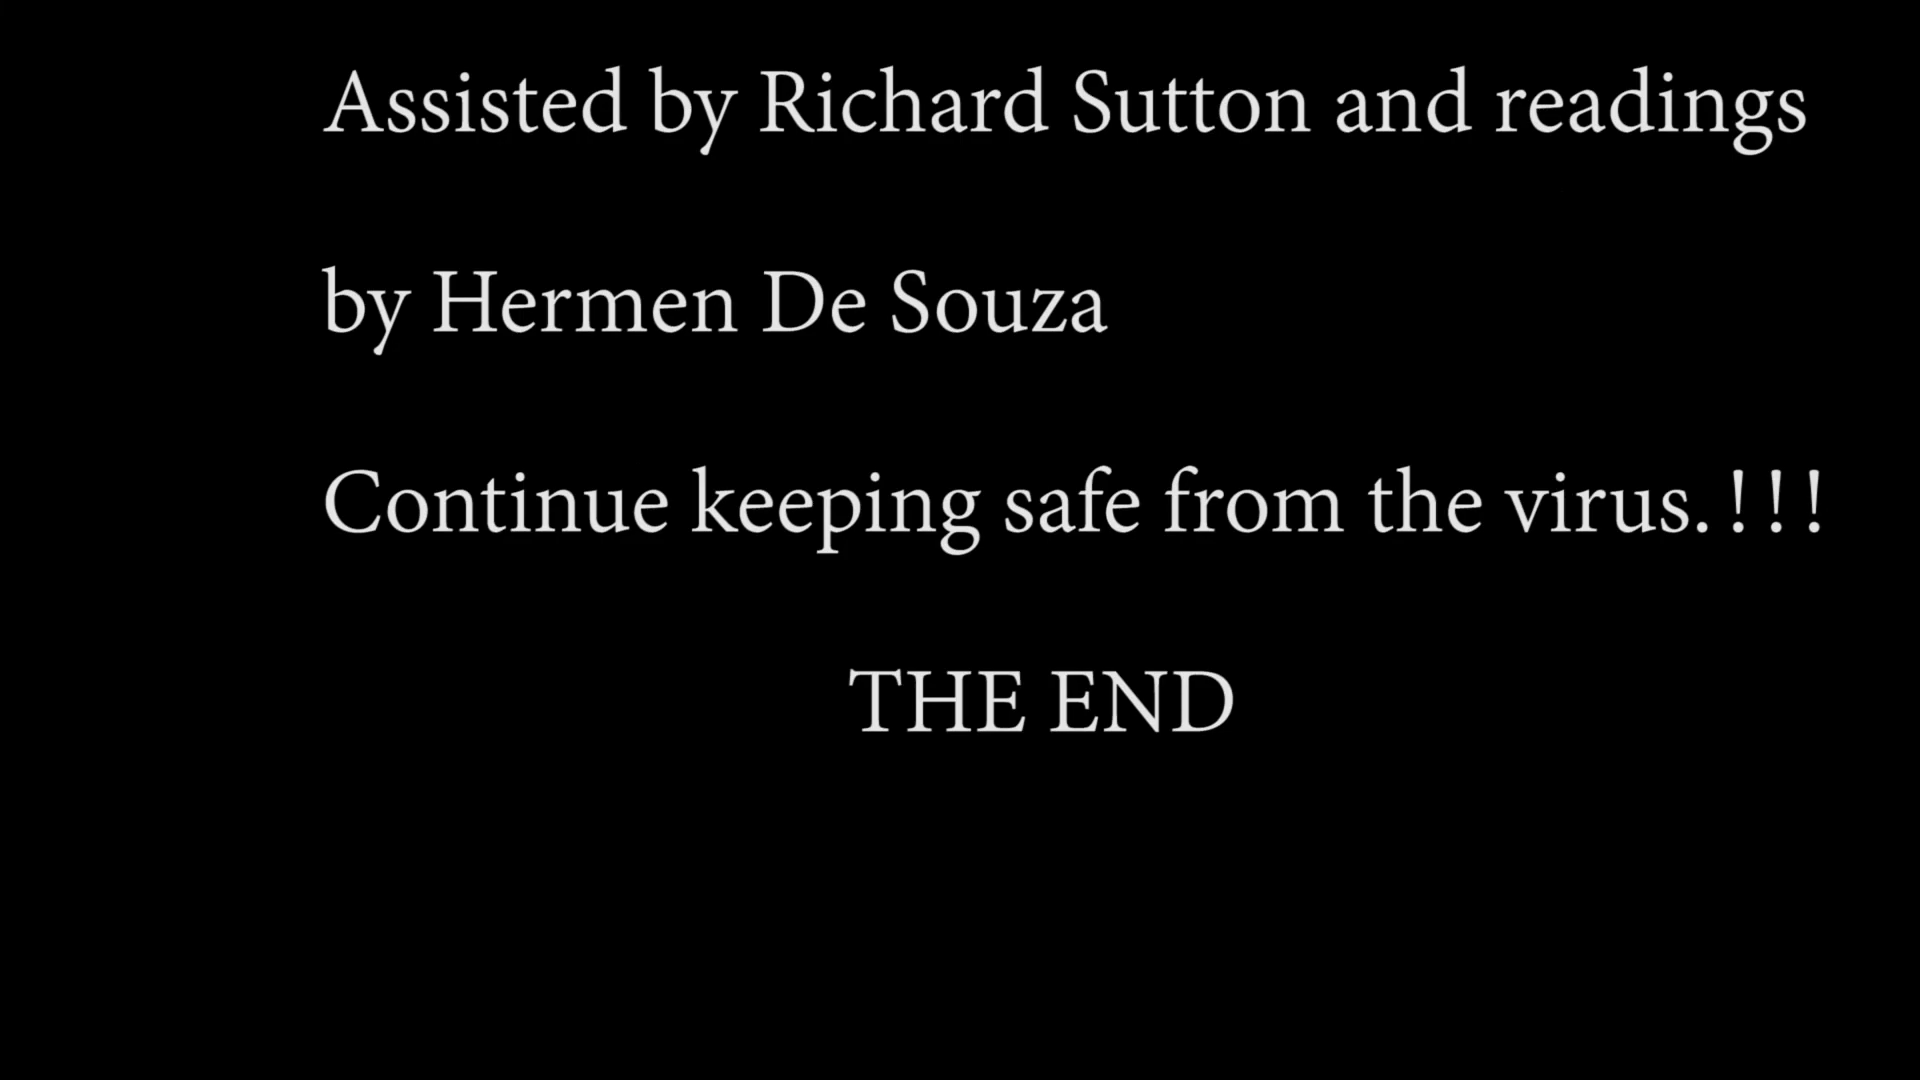 Assisted by Richard Sutton and readings
by Hermen De Souza
Continue keeping safe from the virus.!!!
THE END